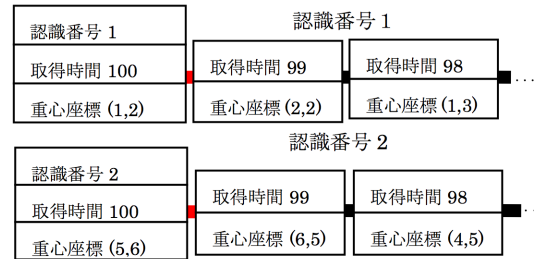 認識番号1
認識番号1
取得時間 100
重心座標 (1,2)
取得時間 99
重心座標 (2,2)
取得時間 98
重心座標 (1,3)
...
認識番号2
認識番号2
取得時間 100
重心座標 (5,6)
取得時間 99
重心座標 (6,5)
取得時間 98
重心座標 (4,5)
...